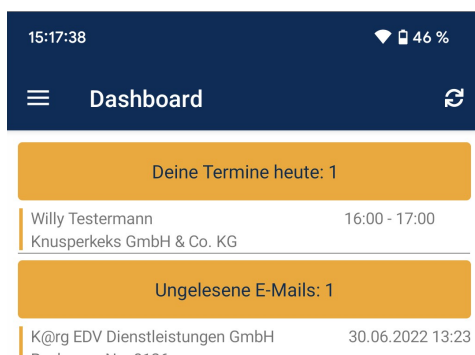 15:17:38 46 %
Dashboard
Deine Termine heute: 1
Willy Testermann 16:00 - 17:00
Knusperkeks GmbH & Co. KG
Ungelesene E-Mails: 1
K@rg EDV Dienstleistungen GmbH 30.06.2022 13:23